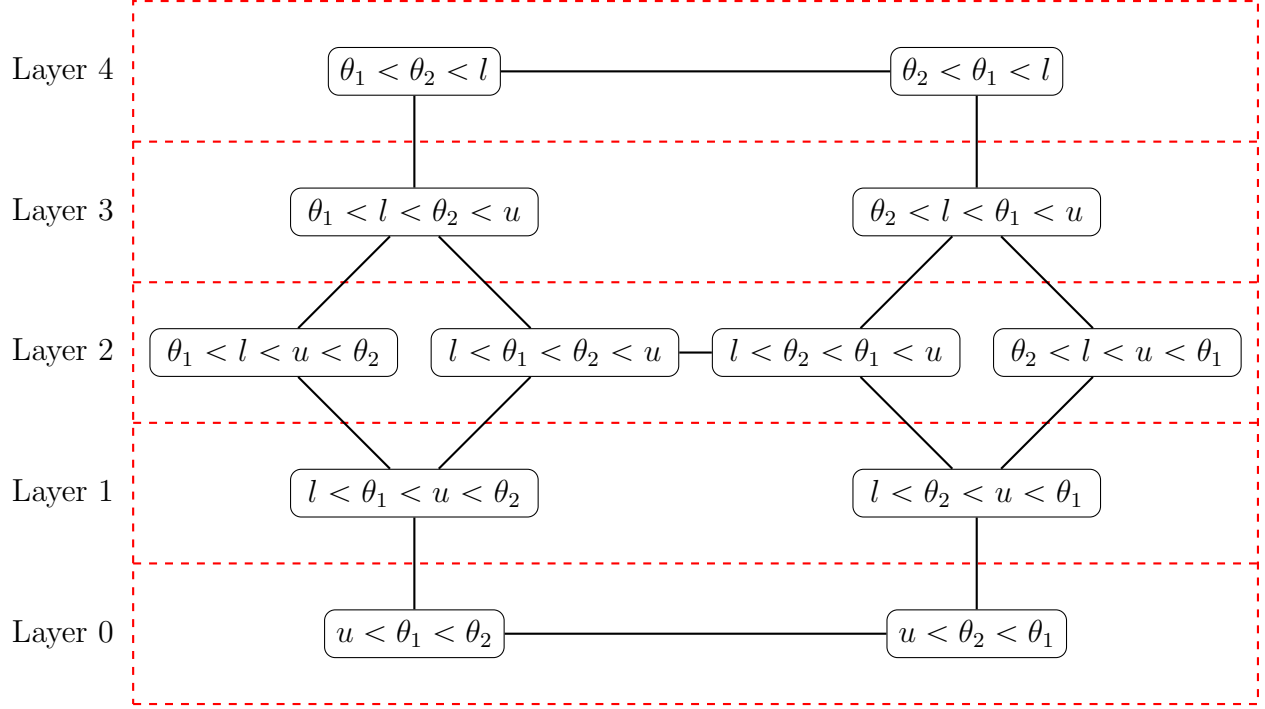 Layer 4 θ₁ < θ₂ < l θ₂ < θ₁ < l
Layer 3 θ₁ < l < θ₂ < u θ₂ < l < θ₁ < u
Layer 2 θ₁ < l < u < θ₂ l < θ₁ < θ₂ < u l < θ₂ < θ₁ < u θ₂ < l < u < θ₁
Layer 1 l < θ₁ < u < θ₂ l < θ₂ < u < θ₁
Layer 0 u < θ₁ < θ₂ u < θ₂ < θ₁